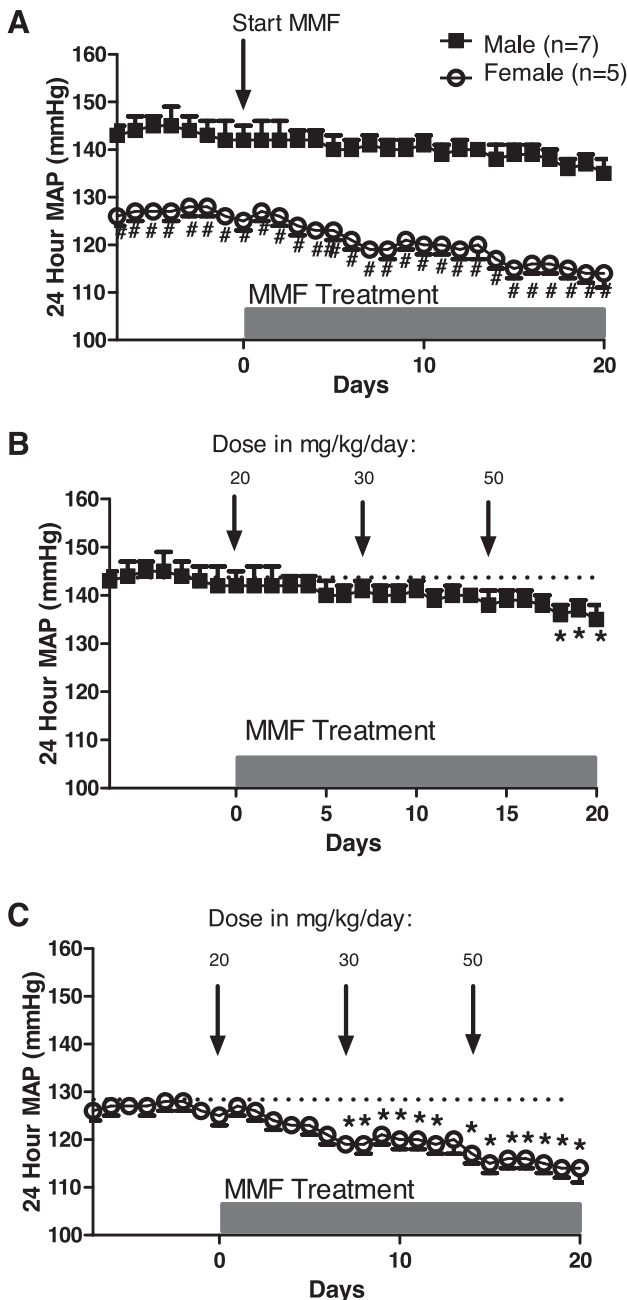 A
Start MMF
Male (n=7)
Female (n=5)
160
150
140
130
120
110
100
24 Hour MAP (mmHg)
# # # # # # # # # # # ## # # # # # # # # # # # # # # #
MMF Treatment
0 10 20
Days
B
Dose in mg/kg/day:
20 30 50
160
150
140
130
120
110
100
24 Hour MAP (mmHg)
* * *
MMF Treatment
0 5 10 15 20
Days
C
Dose in mg/kg/day:
20 30 50
160
150
140
130
120
110
100
24 Hour MAP (mmHg)
* * * * * * * * * * * * *
MMF Treatment
0 10 20
Days